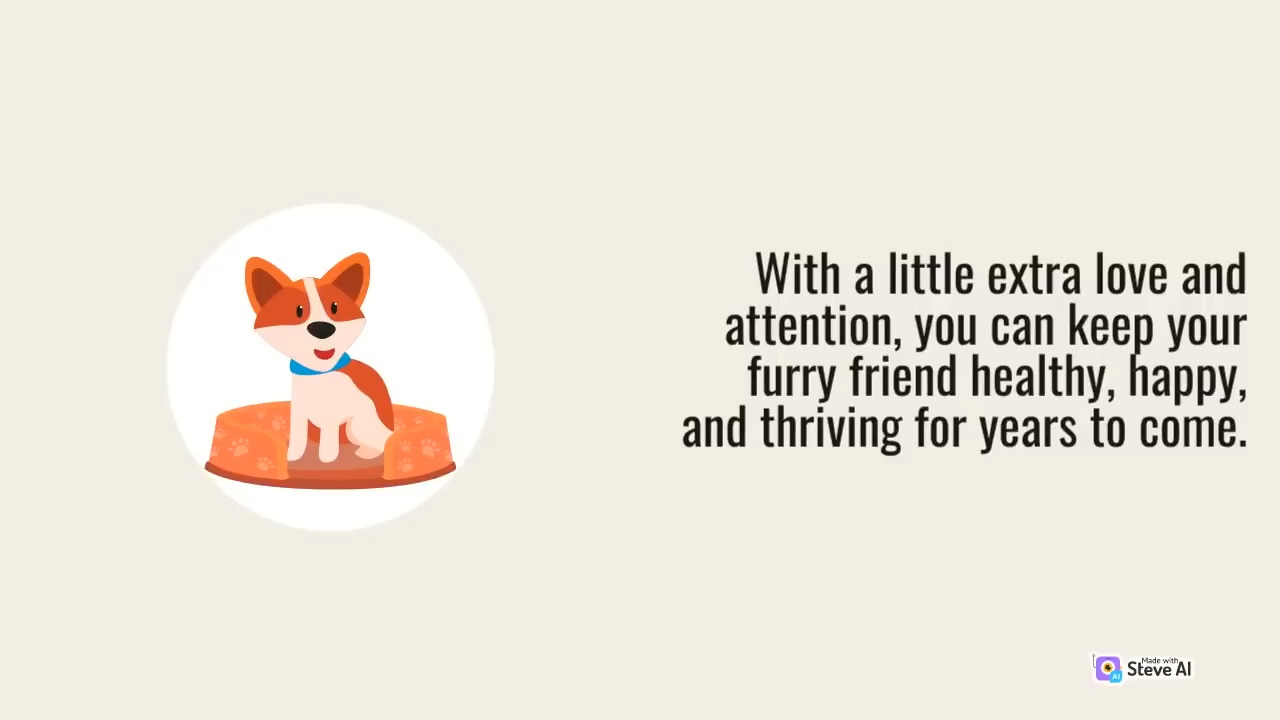 With a little extra love and
attention, you can keep your
furry friend healthy, happy,
and thriving for years to come.
Made with
Steve AI
AI